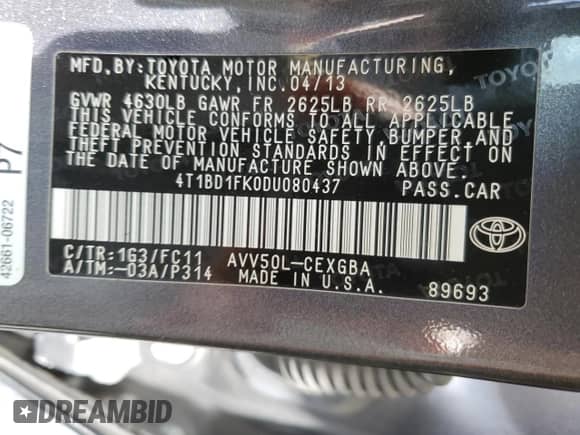 MFD.BY:TOYOTA MOTOR MANUFACTURING,
KENTUCKY,INC.04/13
GVWR 4630LB GAWR FR 2625LB RR 2625LB
THIS VEHICLE CONFORMS TO ALL APPLICABLE
FEDERAL MOTOR VEHICLE SAFETY, BUMPER, AND
THEFT PREVENTION STANDARDS IN EFFECT ON
THE DATE OF MANUFACTURE SHOWN ABOVE.
4T1BD1FK0DU080437 PASS.CAR
C/TR:1G3/FC11 AVV50L-CEXGBA
A/TM:-03A/P314 MADE IN U.S.A.
89693
42661-06722
P7
DREAMBID